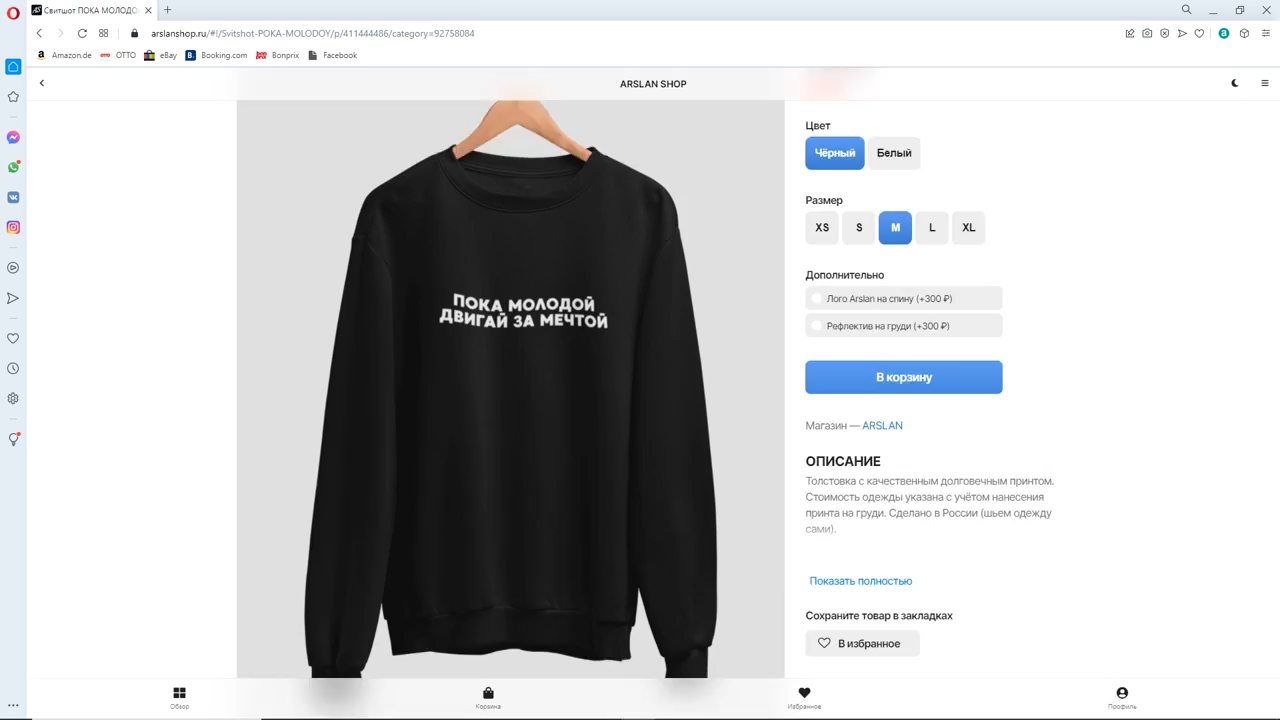 Свитшот ПОКА МОЛОДО
arslanshop.ru/#!/Svitshot-POKA-MOLODOY/p/411444486/category=92758084
Amazon.de OTTO eBay Booking.com Bonprix Facebook
ARSLAN SHOP
ПОКА МОЛОДОЙ
ДВИГАЙ ЗА МЕЧТОЙ
Цвет
Чёрный Белый
Размер
XS S M L XL
Дополнительно
Лого Arslan на спину (+300 ₽)
Рефлектив на груди (+300 ₽)
В корзину
Магазин — ARSLAN
ОПИСАНИЕ
Толстовка с качественным долговечным принтом.
Стоимость одежды указана с учётом нанесения
принта на груди. Сделано в России (шьем одежду
сами).
Показать полностью
Сохраните товар в закладках
В избранное
Обзор Корзина Избранное Профиль